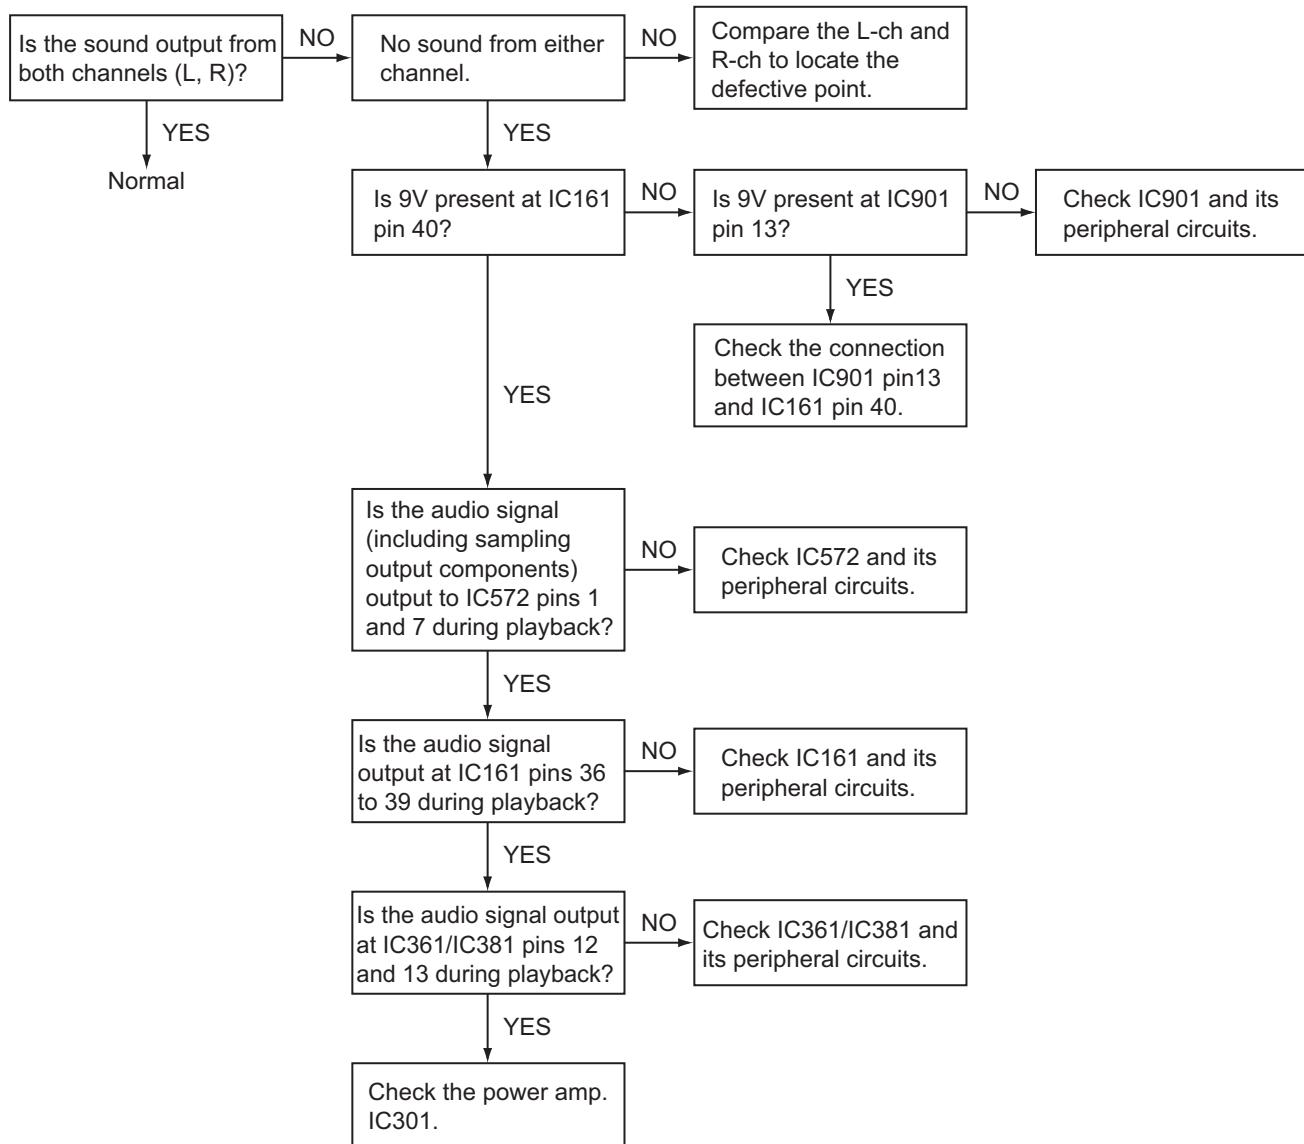 Is the sound output from
both channels (L, R)?
NO
No sound from either
channel.
NO
Compare the L-ch and
R-ch to locate the
defective point.
YES
Normal
YES
Is 9V present at IC161
pin 40?
NO
Is 9V present at IC901
pin 13?
NO
Check IC901 and its
peripheral circuits.
YES
Check the connection
between IC901 pin13
and IC161 pin 40.
YES
Is the audio signal
(including sampling
output components)
output to IC572 pins 1
and 7 during playback?
NO
Check IC572 and its
peripheral circuits.
YES
Is the audio signal
output at IC161 pins 36
to 39 during playback?
NO
Check IC161 and its
peripheral circuits.
YES
Is the audio signal output
at IC361/IC381 pins 12
and 13 during playback?
NO
Check IC361/IC381 and
its peripheral circuits.
YES
Check the power amp.
IC301.